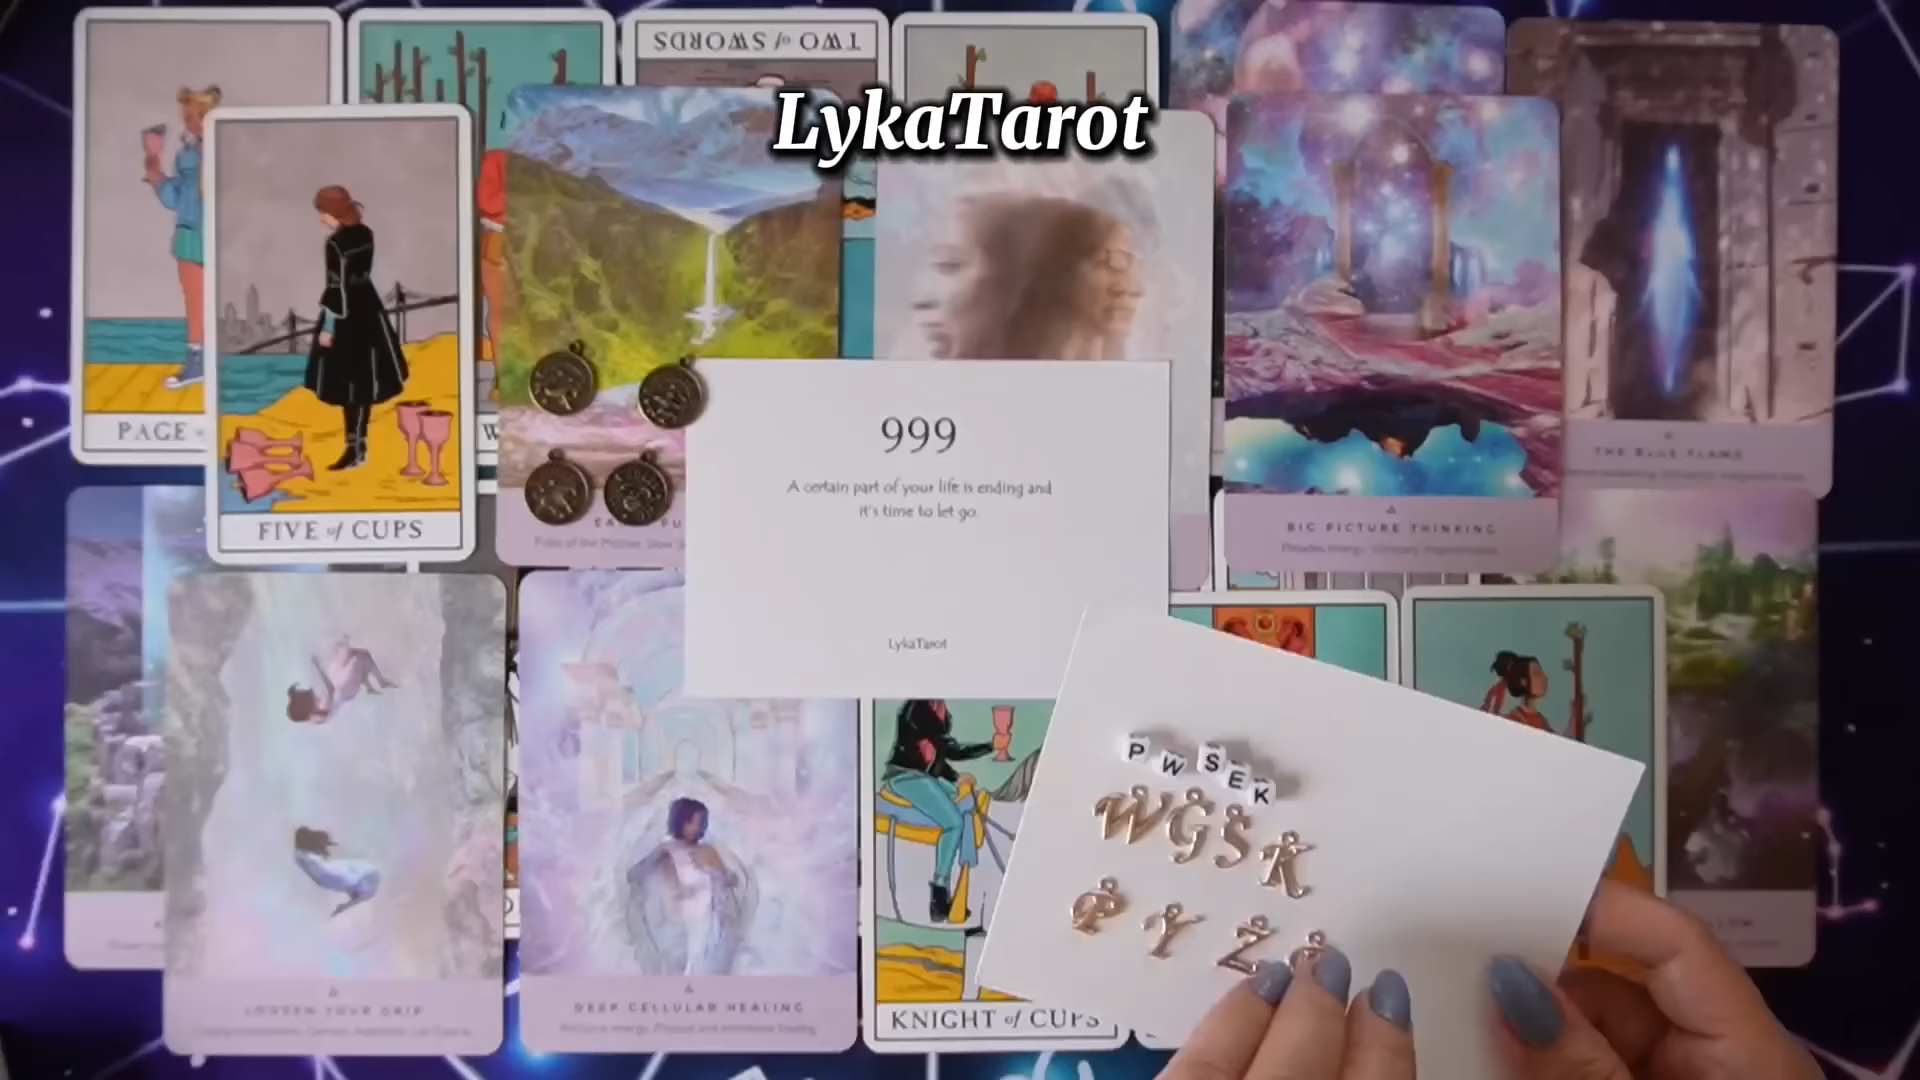 TWO of SWORDS
LykaTarot
PAGE
FIVE of CUPS
999
A certain part of your life is ending and
it's time to let go.
LykaTarot
THE BLUE FLAME
BIG PICTURE THINKING
P W S E K
W G S K
P Y Z
LOOSEN YOUR GRIP
DEEP CELLULAR HEALING
KNIGHT of CUPS